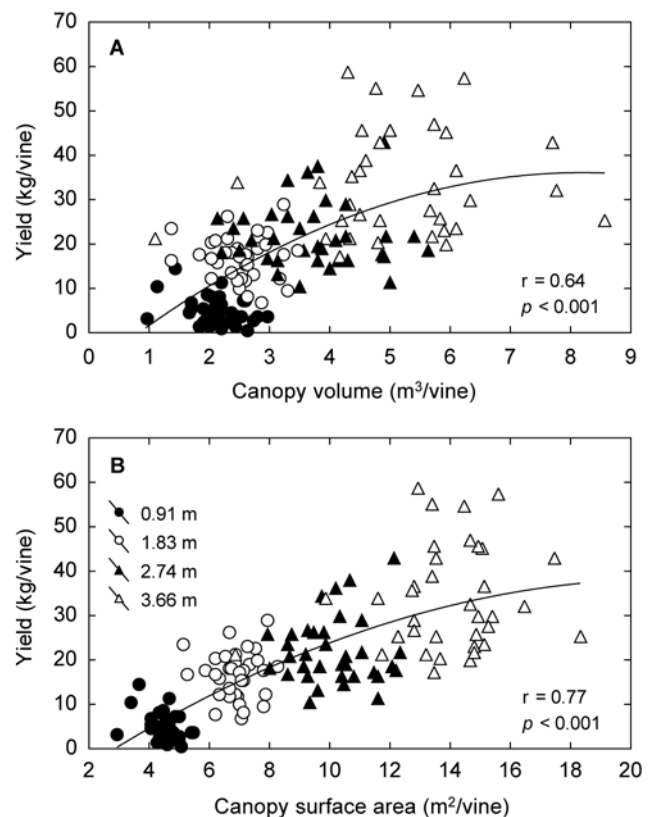 70
A
60
50
40
30
20
10
0
Yield (kg/vine)
r = 0.64
p < 0.001
0 1 2 3 4 5 6 7 8 9
Canopy volume (m³/vine)
70
B
60
50
40
30
20
10
0
Yield (kg/vine)
0.91 m
1.83 m
2.74 m
3.66 m
r = 0.77
p < 0.001
2 4 6 8 10 12 14 16 18 20
Canopy surface area (m²/vine)